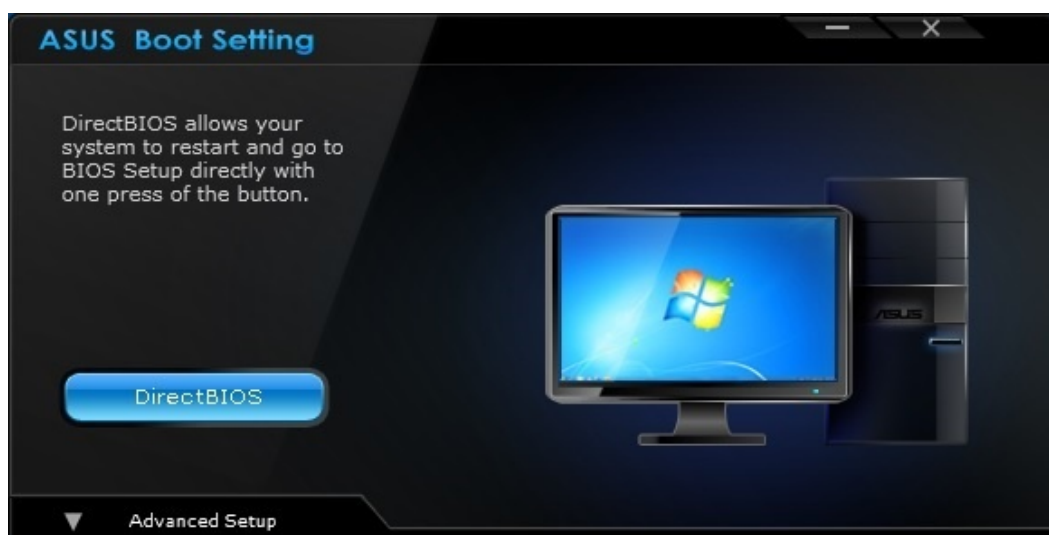 ASUS Boot Setting
DirectBIOS allows your
system to restart and go to
BIOS Setup directly with
one press of the button.
ASUS
DirectBIOS
Advanced Setup